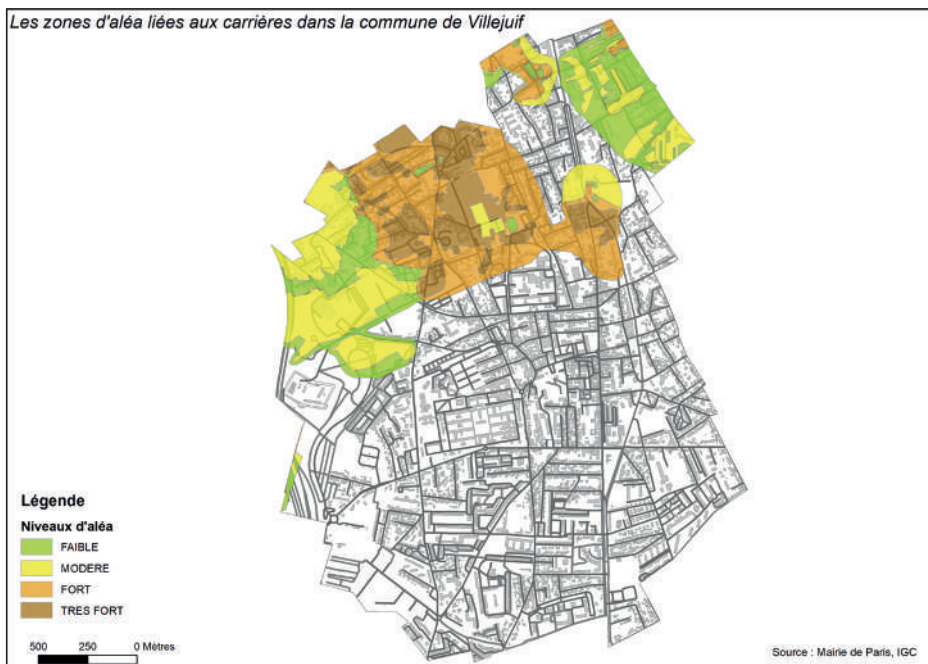 Les zones d'aléa liées aux carrières dans la commune de Villejuif
Légende
Niveaux d'aléa
FAIBLE
MODERE
FORT
TRES FORT
500 250 0 Mètres
Source : Mairie de Paris, IGC